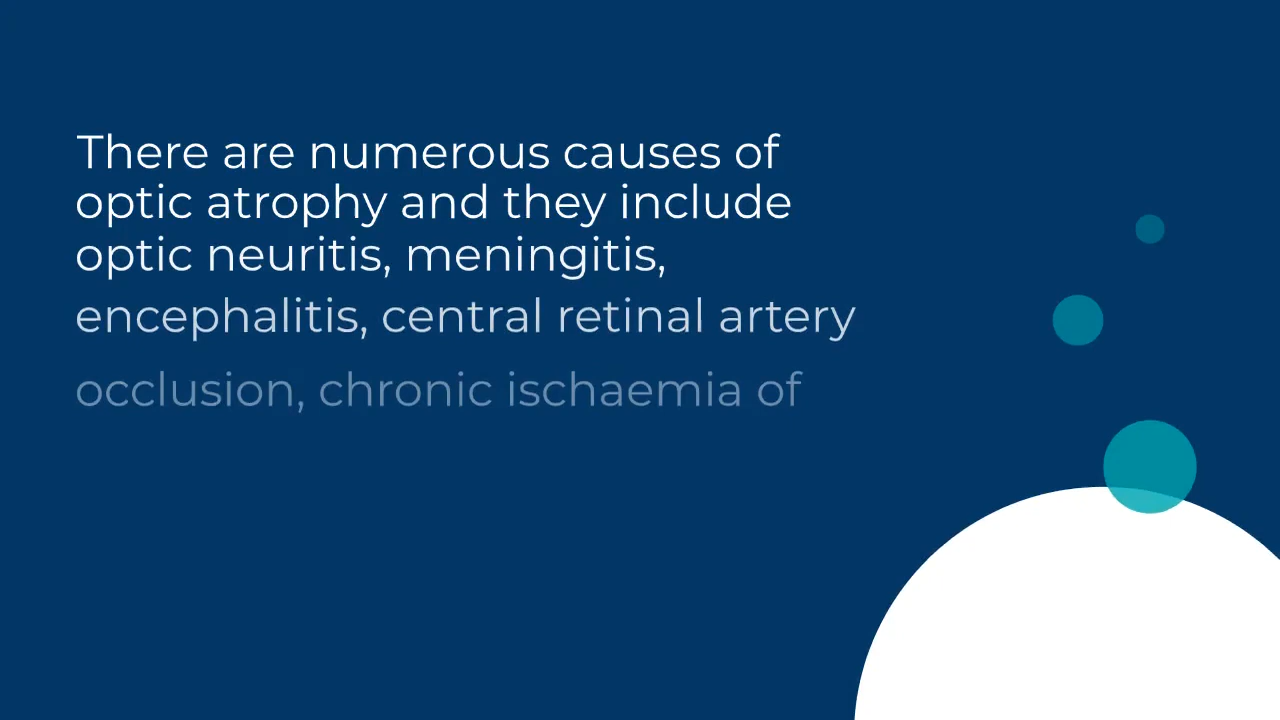 There are numerous causes of
optic atrophy and they include
optic neuritis, meningitis,
encephalitis, central retinal artery
occlusion, chronic ischaemia of